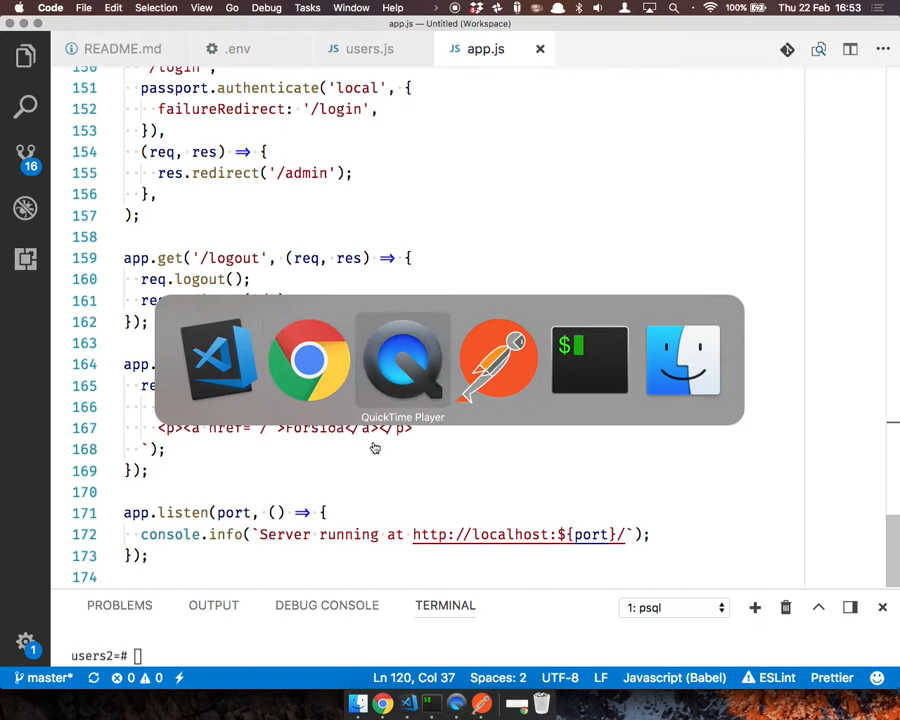 Code File Edit Selection View Go Debug Tasks Window Help 100% Thu 22 Feb 16:53
app.js — Untitled (Workspace)
README.md .env users.js app.js
150 '/login',
151 passport.authenticate('local', {
152 failureRedirect: '/login',
153 }),
154 (req, res) => {
155 res.redirect('/admin');
156 },
157 );
158
159 app.get('/logout', (req, res) => {
160 req.logout();
161
162 });
163
164 app.
165
166
167 <p><a href="/">Forsíða</a></p>
168 `);
169 });
170
171 app.listen(port, () => {
172 console.info(`Server running at http://localhost:${port}/`);
173 });
174
16
$
QuickTime Player
PROBLEMS OUTPUT DEBUG CONSOLE TERMINAL 1: psql
users2=#
1
master* 0 0 Ln 120, Col 37 Spaces: 2 UTF-8 LF Javascript (Babel) ESLint Prettier